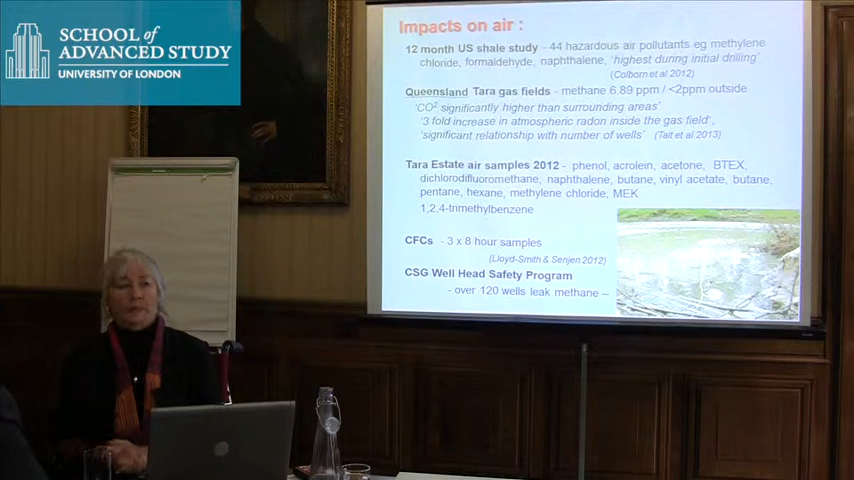 SCHOOL of
ADVANCED STUDY
UNIVERSITY OF LONDON
Impacts on air :
12 month US shale study - 44 hazardous air pollutants eg methylene
chloride, formaldehyde, naphthalene, 'highest during initial drilling'
(Colborn et al 2012)
Queensland Tara gas fields - methane 6.89 ppm / <2ppm outside
'CO² significantly higher than surrounding areas'
'3 fold increase in atmospheric radon inside the gas field',
'significant relationship with number of wells' (Tait et al 2013)
Tara Estate air samples 2012 - phenol, acrolein, acetone, BTEX,
dichlorodifluoromethane, naphthalene, butane, vinyl acetate, butane,
pentane, hexane, methylene chloride, MEK
1,2,4-trimethylbenzene
CFCs - 3 x 8 hour samples
(Lloyd-Smith & Senjen 2012)
CSG Well Head Safety Program
- over 120 wells leak methane –